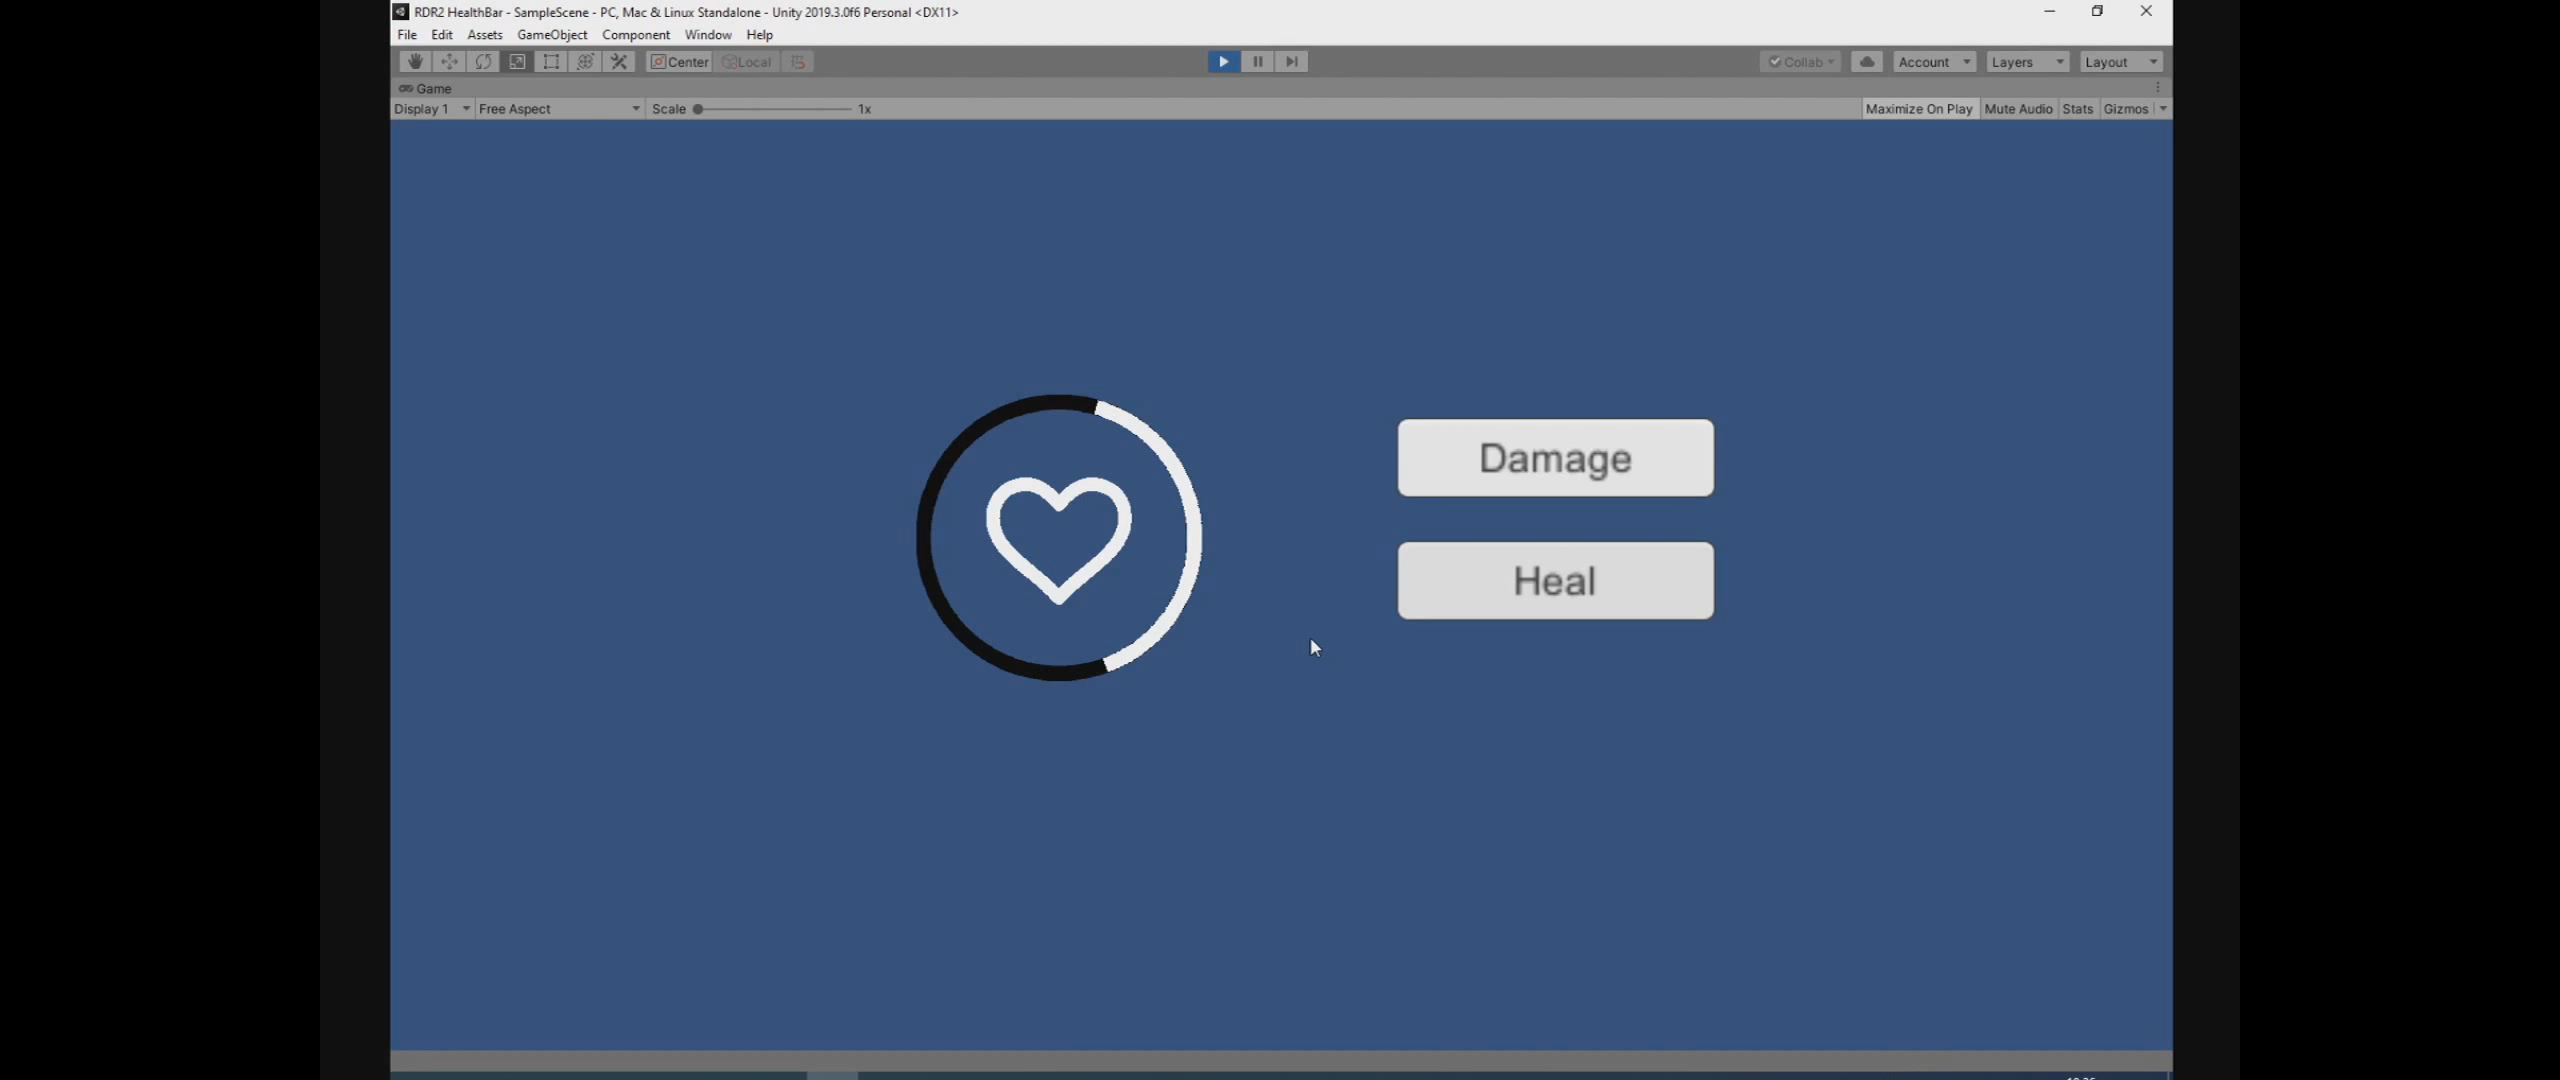 RDR2 HealthBar - SampleScene - PC, Mac & Linux Standalone - Unity 2019.3.0f6 Personal <DX11>
File Edit Assets GameObject Component Window Help
Center Local Collab Account Layers Layout
Game
Display 1 Free Aspect Scale 1x Maximize On Play Mute Audio Stats Gizmos
Damage
Heal